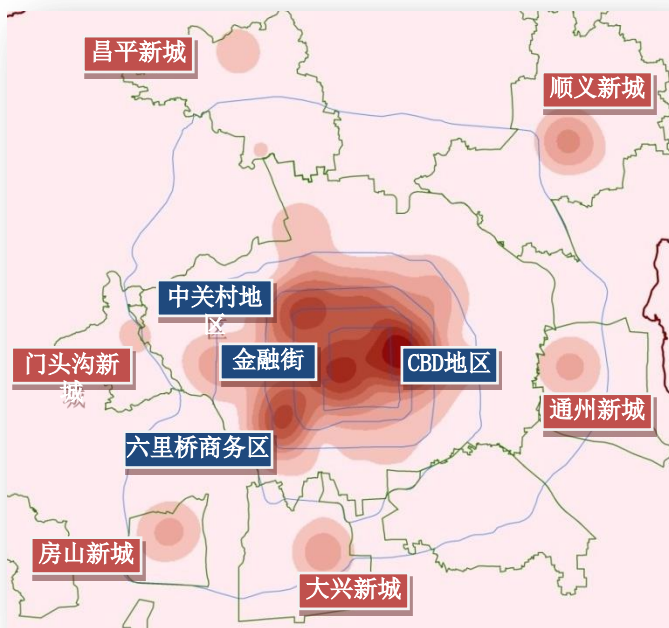 昌平新城
顺义新城
中关村地
区
门头沟新
城
金融街
CBD地区
通州新城
六里桥商务区
房山新城
大兴新城